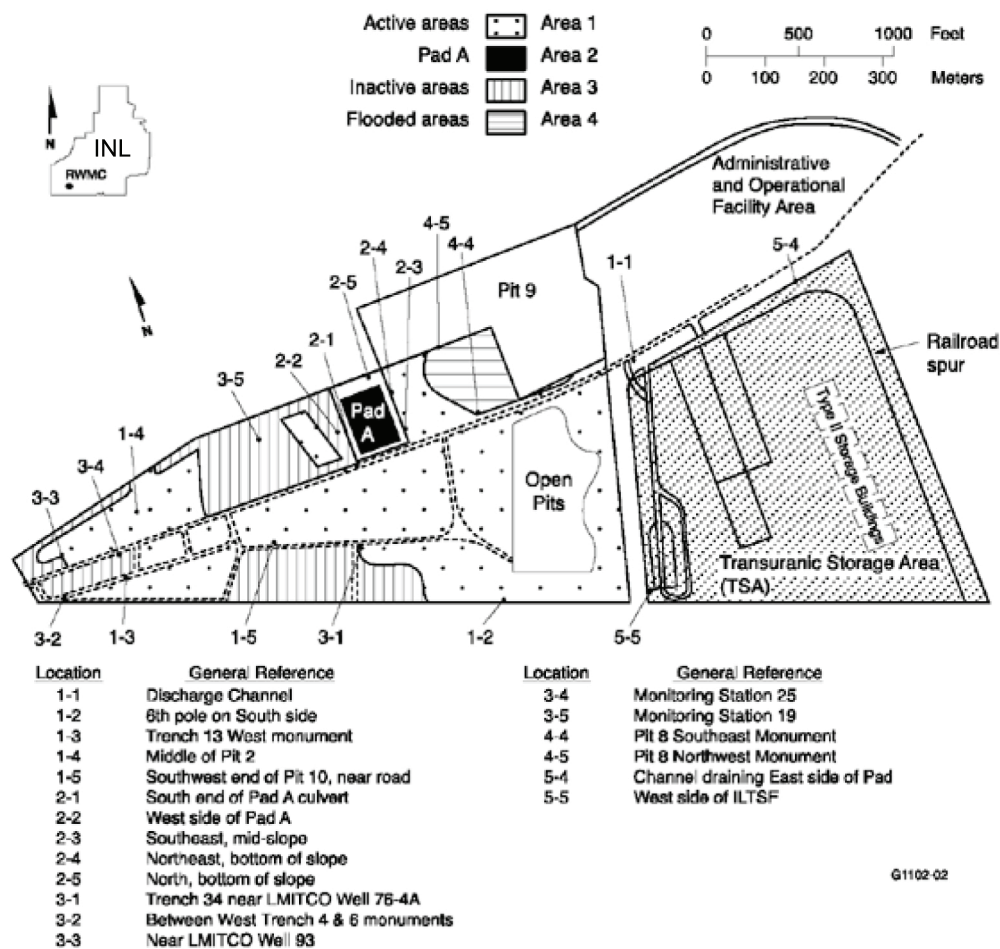 Active areas Area 1
Pad A Area 2
Inactive areas Area 3
Flooded areas Area 4
0 500 1000 Feet
0 100 200 300 Meters
N
INL
RWMC
N
Administrative
and Operational
Facility Area
4-5
2-4
4-4
2-3
5-4
1-1
2-5
Pit 9
2-1
2-2
3-5
Railroad
spur
Pad
A
1-4
3-4
3-3
Type II Storage Buildings
Open
Pits
Transuranic Storage Area
(TSA)
3-2
1-3
1-5
3-1
1-2
5-5
Location General Reference
1-1 Discharge Channel
1-2 6th pole on South side
1-3 Trench 13 West monument
1-4 Middle of Pit 2
1-5 Southwest end of Pit 10, near road
2-1 South end of Pad A culvert
2-2 West side of Pad A
2-3 Southeast, mid-slope
2-4 Northeast, bottom of slope
2-5 North, bottom of slope
3-1 Trench 34 near LMITCO Well 76-4A
3-2 Between West Trench 4 & 6 monuments
3-3 Near LMITCO Well 93
Location General Reference
3-4 Monitoring Station 25
3-5 Monitoring Station 19
4-4 Pit 8 Southeast Monument
4-5 Pit 8 Northwest Monument
5-4 Channel draining East side of Pad
5-5 West side of ILTSF
G1102-02